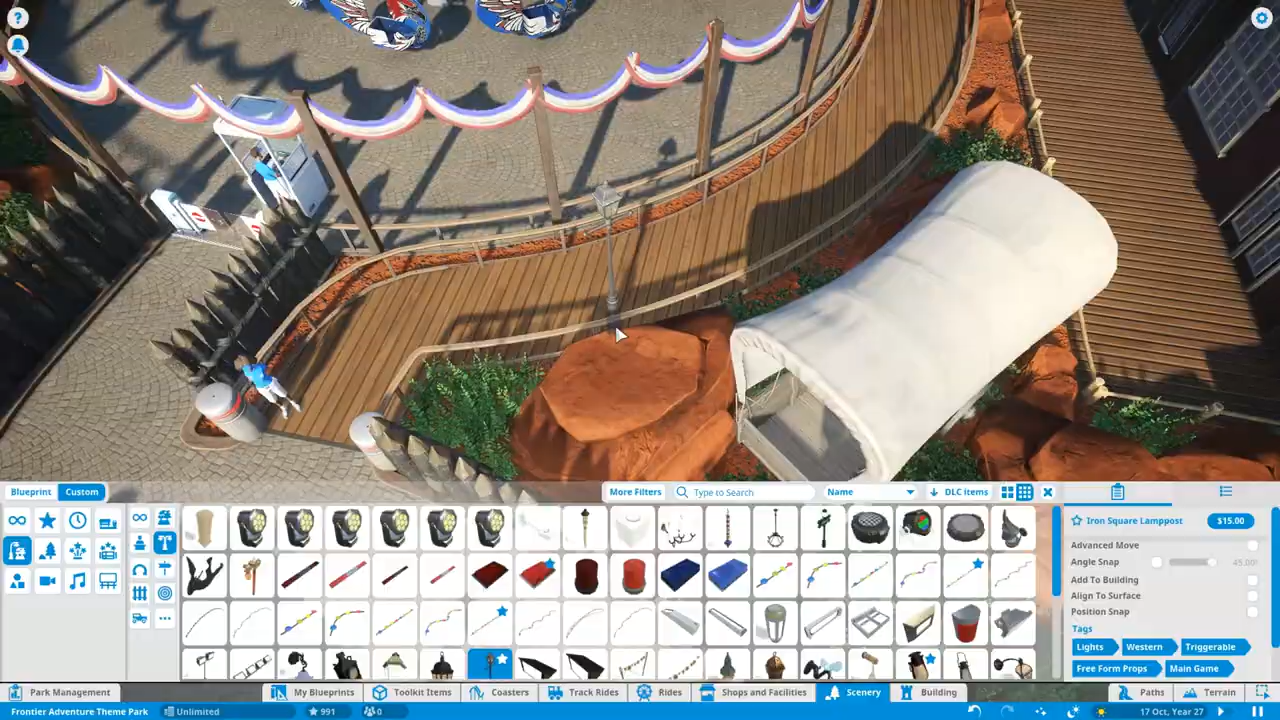 ?
Blueprint Custom More Filters Type to Search Name DLC Items
Iron Square Lamppost $15.00
Advanced Move
Angle Snap 45.00°
Add To Building
Align To Surface
Position Snap
Tags
Lights Western Triggerable
Free Form Props Main Game
Park Management My Blueprints Toolkit Items Coasters Track Rides Rides Shops and Facilities Scenery Building Paths Terrain
Frontier Adventure Theme Park Unlimited 991 0 17 Oct, Year 27